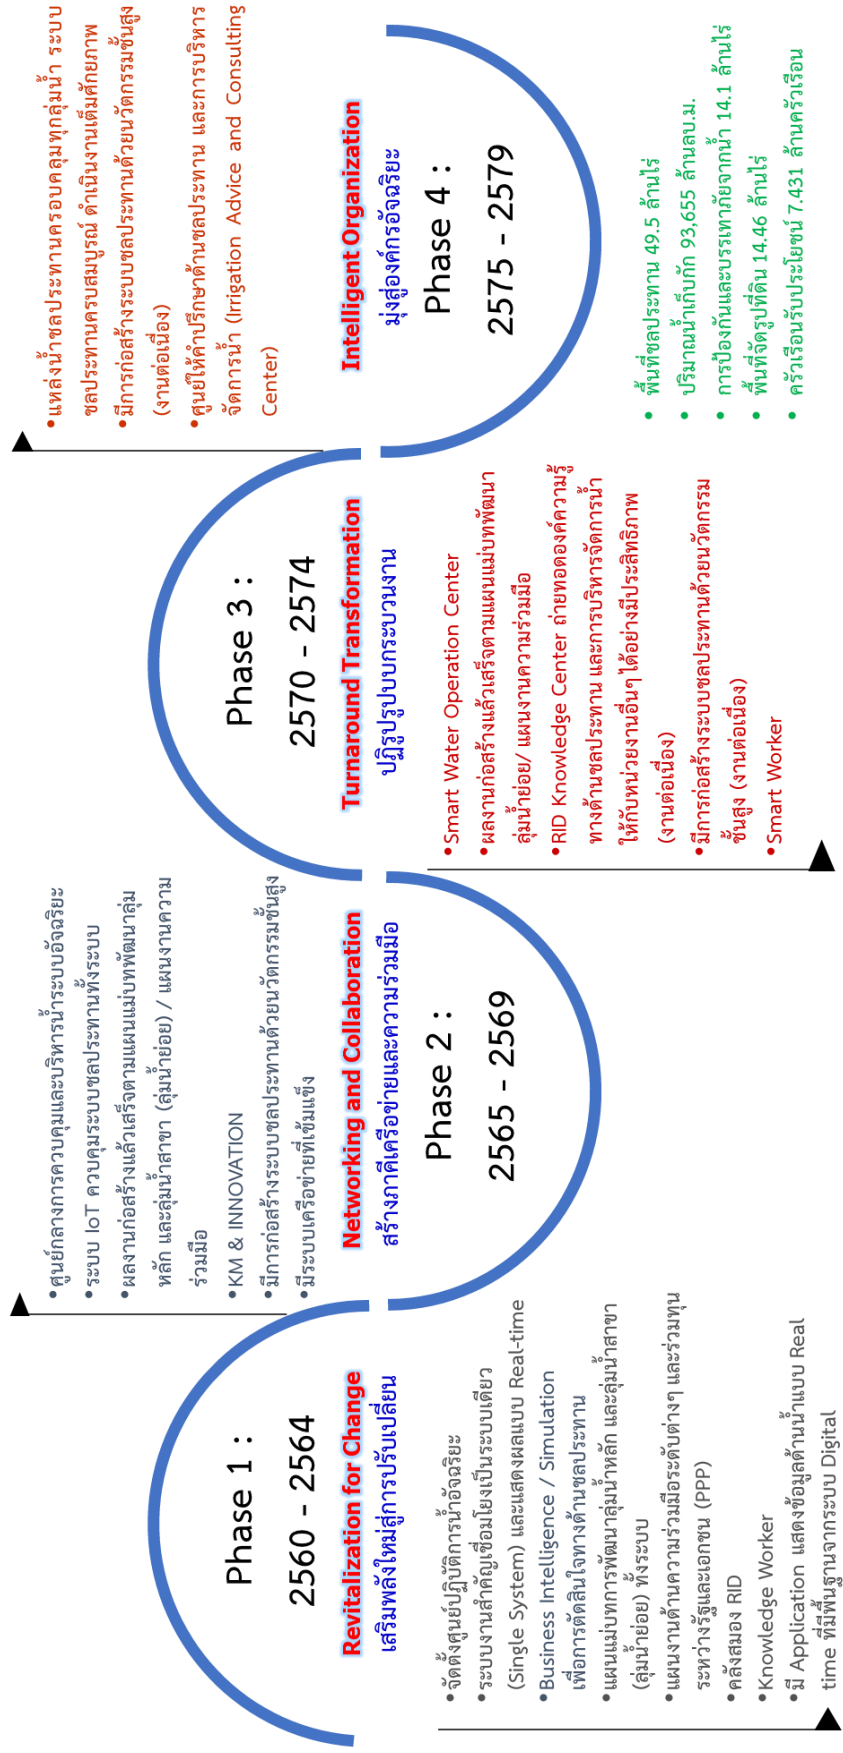 Phase 1 :
2560 - 2564
Revitalization for Change
เสริมพลังใหม่สู่การปรับเปลี่ยน
•จัดตั้งศูนย์ปฏิบัติการน้ำอัจฉริยะ
•ระบบงานสำคัญเชื่อมโยงเป็นระบบเดียว
(Single System) และแสดงผลแบบ Real-time
•Business Intelligence / Simulation
เพื่อการตัดสินใจทางด้านชลประทาน
•แผนแม่บทการพัฒนาลุ่มน้ำหลัก และลุ่มน้ำสาขา
(ลุ่มน้ำย่อย) ทั้งระบบ
•แผนงานด้านความร่วมมือระดับต่างๆ และร่วมทุน
ระหว่างรัฐและเอกชน (PPP)
•คลังสมอง RID
•Knowledge Worker
•มี Application แสดงข้อมูลด้านน้ำแบบ Real
time ที่มีพื้นฐานจากระบบ Digital
•ศูนย์กลางการควบคุมและบริหารน้ำระบบอัจฉริยะ
•ระบบ IoT ควบคุมระบบชลประทานทั้งระบบ
•ผลงานก่อสร้างแล้วเสร็จตามแผนแม่บทพัฒนาลุ่ม
หลัก และลุ่มน้ำสาขา (ลุ่มน้ำย่อย) / แผนงานความ
ร่วมมือ
•KM & INNOVATION
•มีการก่อสร้างระบบชลประทานด้วยนวัตกรรมชั้นสูง
•มีระบบเครือข่ายที่เข้มแข็ง
Networking and Collaboration
สร้างภาคีเครือข่ายและความร่วมมือ
Phase 2 :
2565 - 2569
Phase 3 :
2570 - 2574
Turnaround Transformation
ปฏิรูปรูปแบบกระบวนงาน
•Smart Water Operation Center
•ผลงานก่อสร้างแล้วเสร็จตามแผนแม่บทพัฒนา
ลุ่มน้ำย่อย/ แผนงานความร่วมมือ
•RID Knowledge Center ถ่ายทอดองค์ความรู้
ทางด้านชลประทาน และการบริหารจัดการน้ำ
ให้กับหน่วยงานอื่นๆ ได้อย่างมีประสิทธิภาพ
(งานต่อเนื่อง)
•มีการก่อสร้างระบบชลประทานด้วยนวัตกรรม
ชั้นสูง (งานต่อเนื่อง)
•Smart Worker
•แหล่งน้ำชลประทานครอบคลุมทุกลุ่มน้ำ ระบบ
ชลประทานครบสมบูรณ์ ดำเนินงานเต็มศักยภาพ
•มีการก่อสร้างระบบชลประทานด้วยนวัตกรรมชั้นสูง
(งานต่อเนื่อง)
•ศูนย์ให้คำปรึกษาด้านชลประทาน และการบริหาร
จัดการน้ำ (Irrigation Advice and Consulting
Center)
Intelligent Organization
มุ่งสู่องค์กรอัจฉริยะ
Phase 4 :
2575 - 2579
• พื้นที่ชลประทาน 49.5 ล้านไร่
• ปริมาณน้ำเก็บกัก 93,655 ล้านลบ.ม.
• การป้องกันและบรรเทาภัยจากน้ำ 14.1 ล้านไร่
• พื้นที่จัดรูปที่ดิน 14.46 ล้านไร่
• ครัวเรือนรับประโยชน์ 7.431 ล้านครัวเรือน